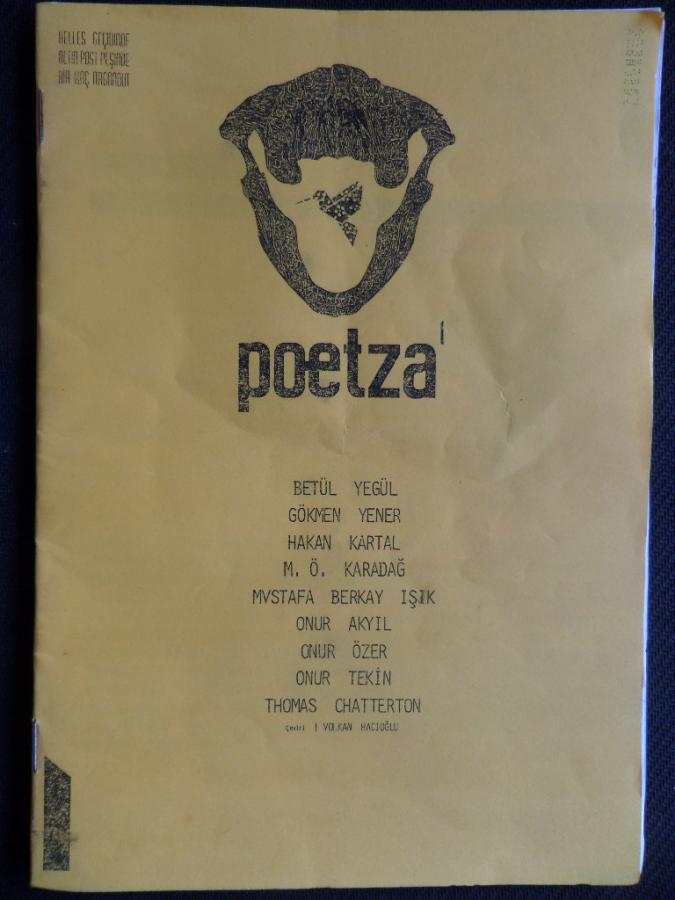 HELLES GEÇİDİNDE
ALTIN POST PEŞİNDE
BİR KAÇ ARGONOUT
poetza
BETÜL YEGÜL
GÖKMEN YENER
HAKAN KARTAL
M. Ö. KARADAĞ
MVSTAFA BERKAY IŞIK
ONUR AKYIL
ONUR ÖZER
ONUR TEKİN
THOMAS CHATTERTON
çeviri | VOLKAN HACIOĞLU